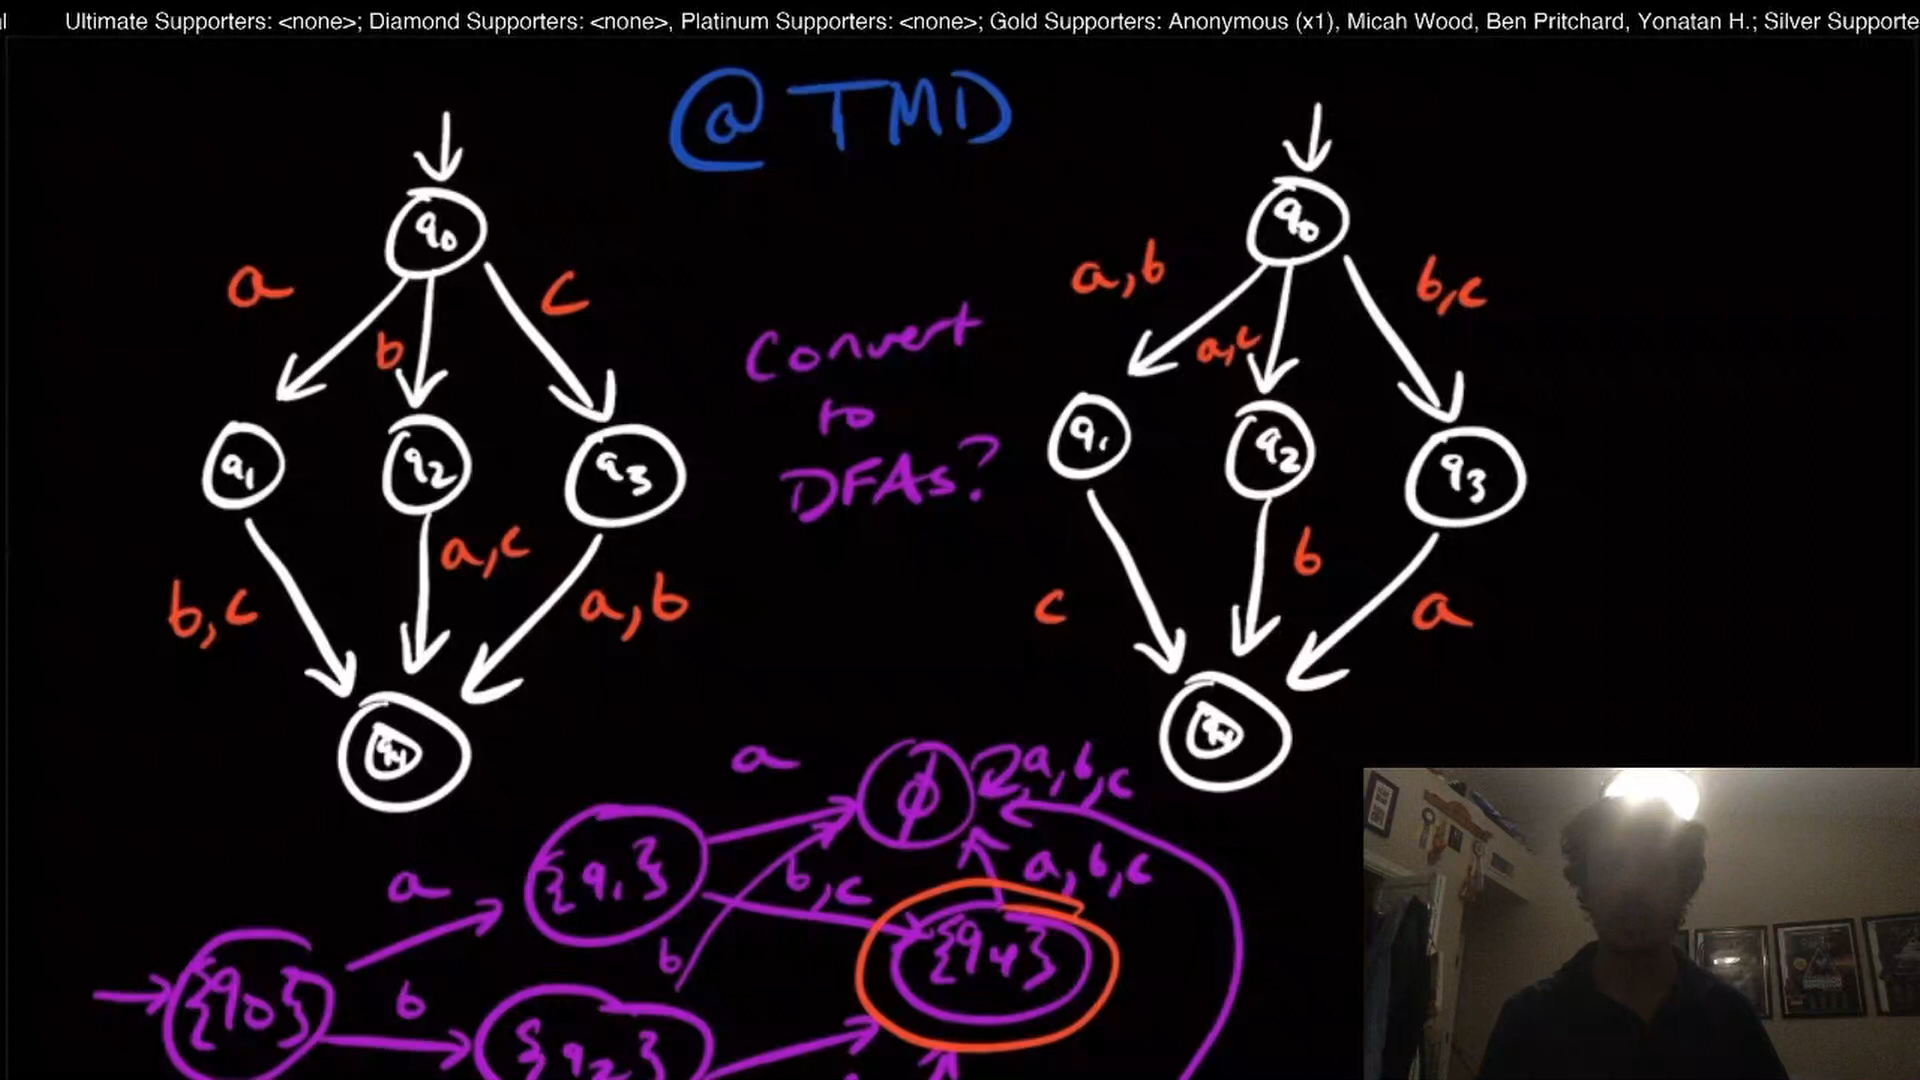 Ultimate Supporters: <none>; Diamond Supporters: <none>, Platinum Supporters: <none>; Gold Supporters: Anonymous (x1), Micah Wood, Ben Pritchard, Yonatan H.; Silver Supporte
@TMD
q0
a
b
c
q1
q2
q3
b,c
a,c
a,b
q4
Convert
to
DFAs?
q0
a,b
a,c
b,c
q1
q2
q3
c
b
a
q4
{q0}
a
b
{q1}
{q2}
a
b,c
b
ϕ
a,b,c
a,b,c
{q4}